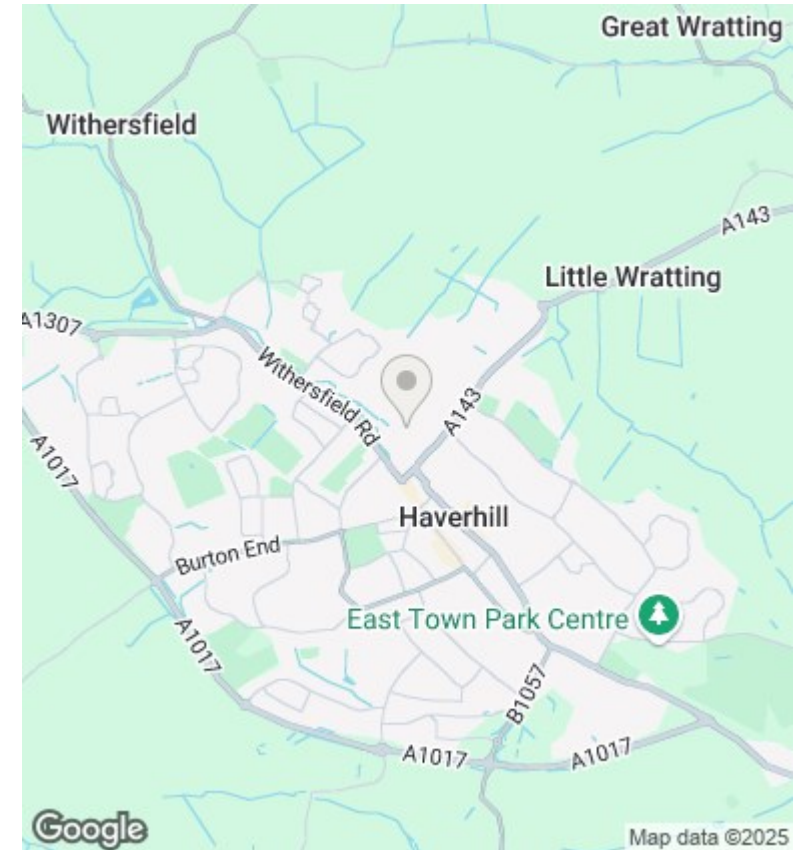 Great Wratting
Withersfield
A143
Little Wratting
A1307
Withersfield Rd
A143
A1017
Haverhill
Burton End
East Town Park Centre
A1017
B1057
A1017
A1017
Google
Map data ©2025